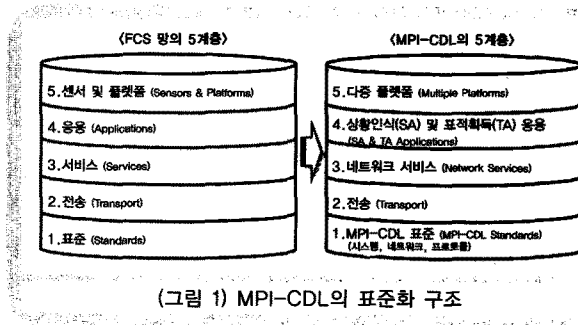 〈FCS 망의 5계층〉
5.센서 및 플랫폼 (Sensors & Platforms)
4.응용 (Applications)
3.서비스 (Services)
2.전송 (Transport)
1.표준 (Standards)
〈MPI-CDL의 5계층〉
5.다중 플랫폼 (Multiple Platforms)
4.상황인식(SA) 및 표적획득(TA) 응용
(SA & TA Applications)
3.네트워크 서비스 (Network Services)
2.전송 (Transport)
1.MPI-CDL 표준 (MPI-CDL Standards)
(시스템, 네트워크, 프로토콜)
(그림 1) MPI-CDL의 표준화 구조